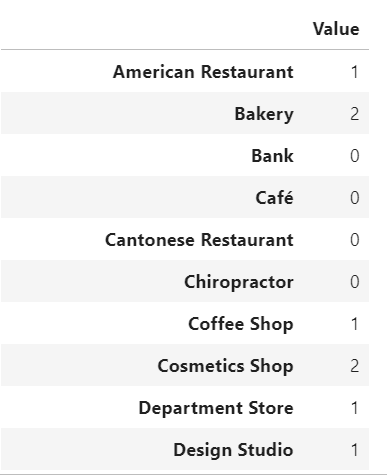 Value
American Restaurant 1
Bakery 2
Bank 0
Café 0
Cantonese Restaurant 0
Chiropractor 0
Coffee Shop 1
Cosmetics Shop 2
Department Store 1
Design Studio 1